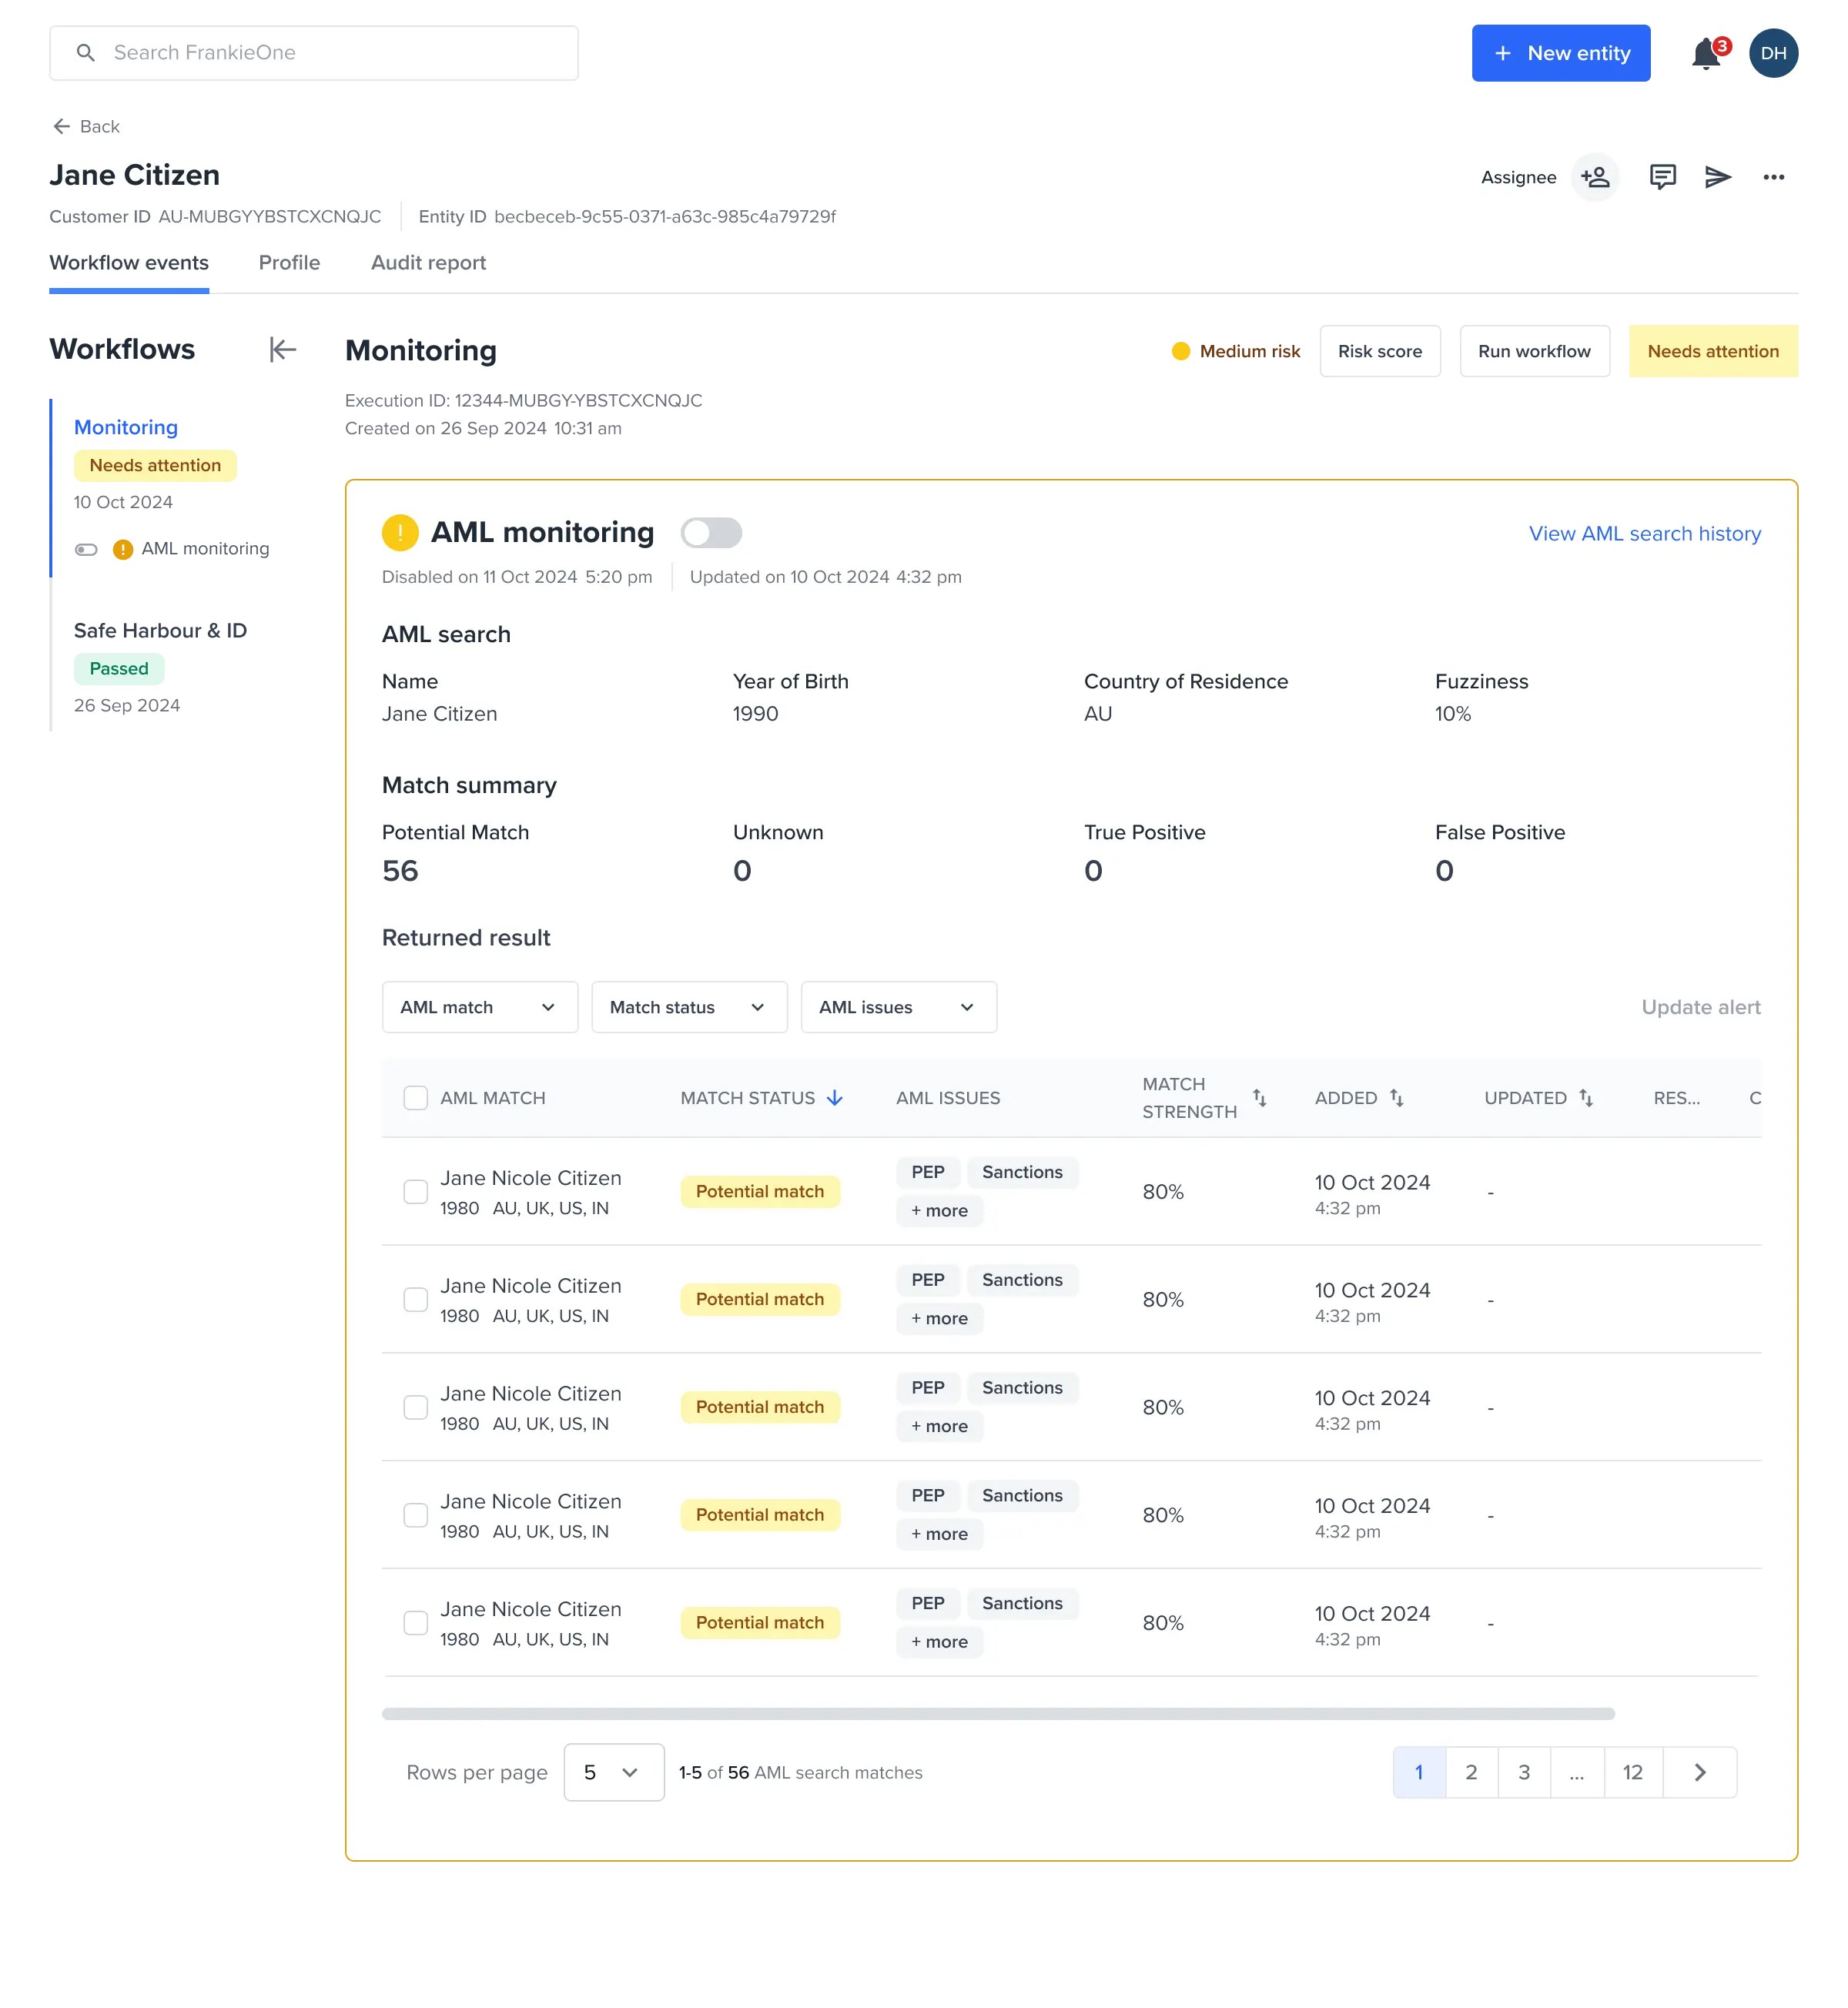 Search FrankieOne
+ New entity
3
DH
Back
Jane Citizen
Assignee
Customer ID AU-MUBGYYBSTCXCNQJC
Entity ID becbeceb-9c55-0371-a63c-985c4a79729f
Workflow events
Profile
Audit report
Workflows
Monitoring
Needs attention
10 Oct 2024
! AML monitoring
Safe Harbour & ID
Passed
26 Sep 2024
Monitoring
Medium risk
Risk score
Run workflow
Needs attention
Execution ID: 12344-MUBGY-YBSTCXCNQJC
Created on 26 Sep 2024 10:31 am
! AML monitoring
View AML search history
Disabled on 11 Oct 2024 5:20 pm
Updated on 10 Oct 2024 4:32 pm
AML search
Name
Year of Birth
Country of Residence
Fuzziness
Jane Citizen
1990
AU
10%
Match summary
Potential Match
Unknown
True Positive
False Positive
56
0
0
0
Returned result
AML match
Match status
AML issues
Update alert
AML MATCH
MATCH STATUS
AML ISSUES
MATCH
STRENGTH
ADDED
UPDATED
RES...
C
Jane Nicole Citizen
1980 AU, UK, US, IN
Potential match
PEP
Sanctions
+ more
80%
10 Oct 2024
4:32 pm
-
Jane Nicole Citizen
1980 AU, UK, US, IN
Potential match
PEP
Sanctions
+ more
80%
10 Oct 2024
4:32 pm
-
Jane Nicole Citizen
1980 AU, UK, US, IN
Potential match
PEP
Sanctions
+ more
80%
10 Oct 2024
4:32 pm
-
Jane Nicole Citizen
1980 AU, UK, US, IN
Potential match
PEP
Sanctions
+ more
80%
10 Oct 2024
4:32 pm
-
Jane Nicole Citizen
1980 AU, UK, US, IN
Potential match
PEP
Sanctions
+ more
80%
10 Oct 2024
4:32 pm
-
Rows per page
5
1-5 of 56 AML search matches
1
2
3
...
12